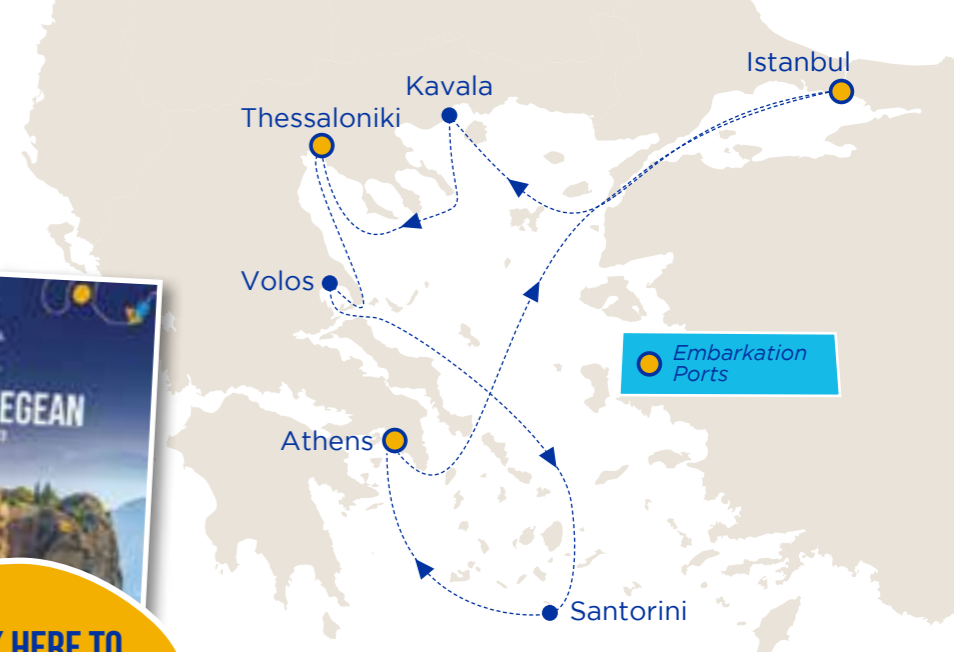 Istanbul
Kavala
Thessaloniki
Volos
Embarkation
Ports
EGEAN
Athens
Santorini
HERE TO